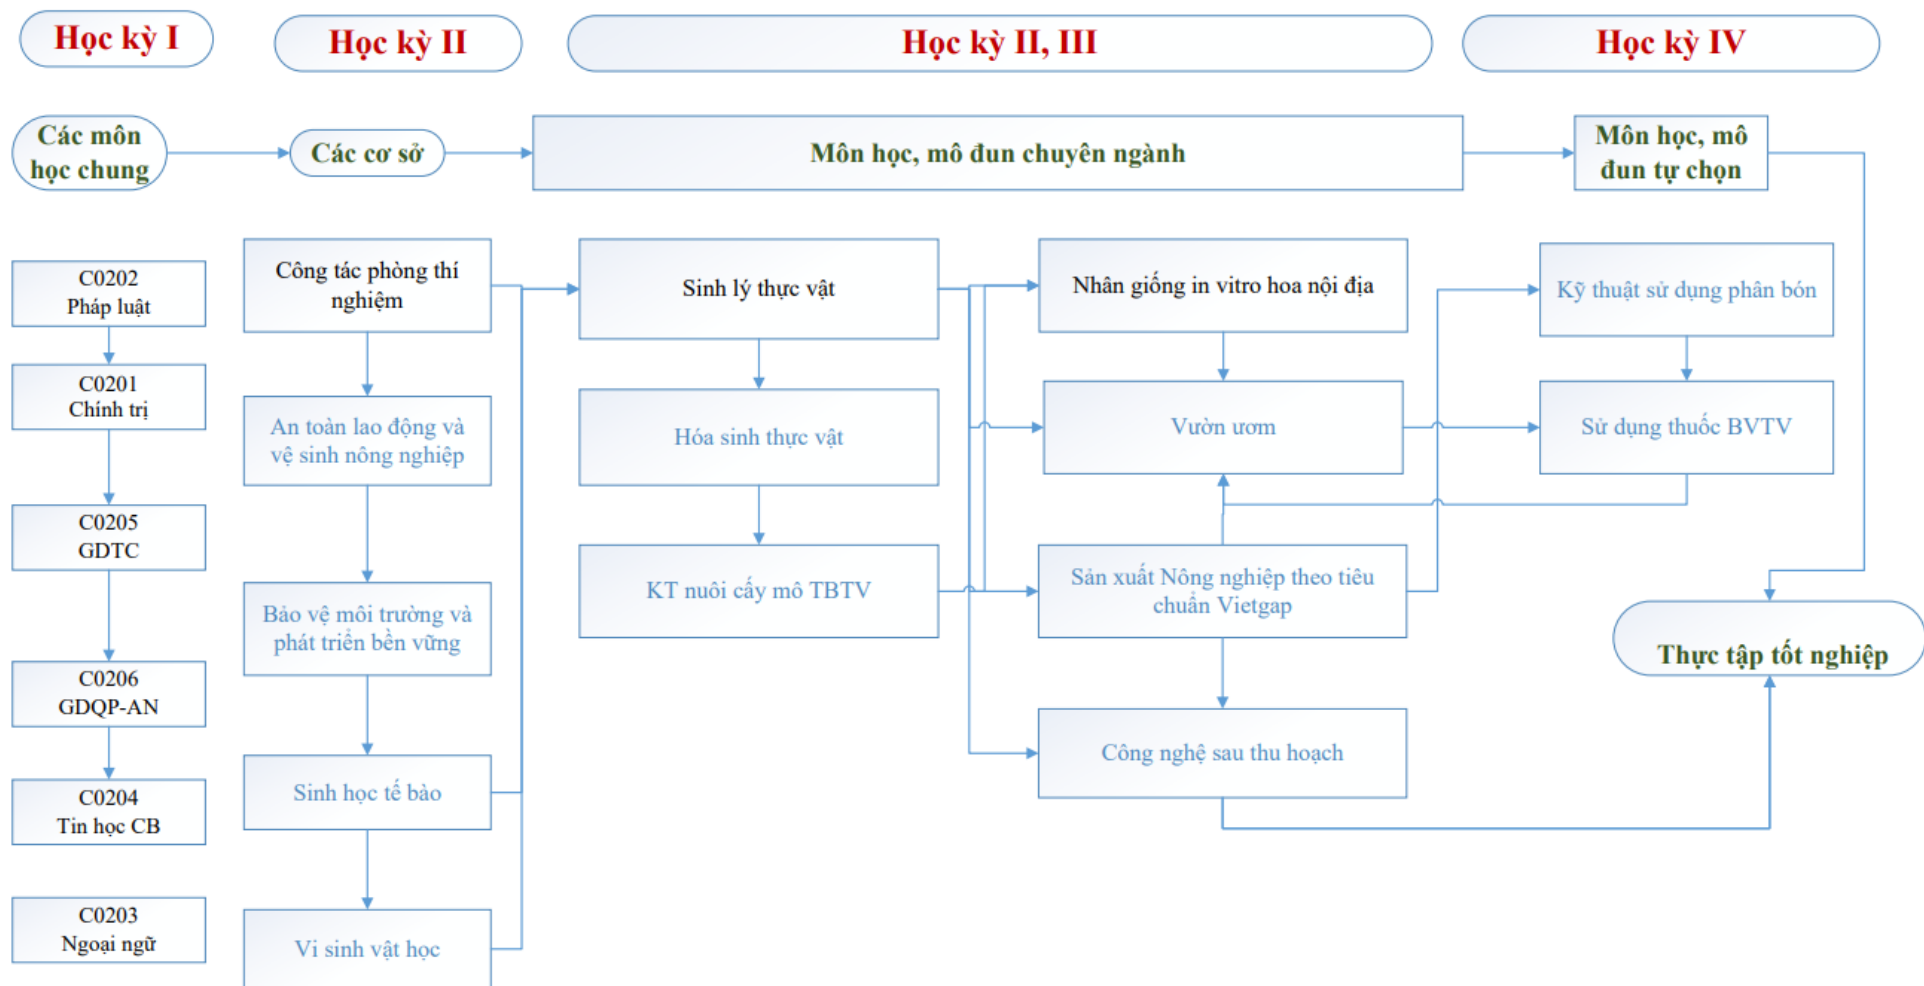 Học kỳ I
Học kỳ II
Học kỳ II, III
Học kỳ IV
Các môn
học chung
Các cơ sở
Môn học, mô đun chuyên ngành
Môn học, mô
đun tự chọn
C0202
Pháp luật
C0201
Chính trị
C0205
GDTC
C0206
GDQP-AN
C0204
Tin học CB
C0203
Ngoại ngữ
Công tác phòng thí
nghiệm
An toàn lao động và
vệ sinh nông nghiệp
Bảo vệ môi trường và
phát triển bền vững
Sinh học tế bào
Vi sinh vật học
Sinh lý thực vật
Hóa sinh thực vật
KT nuôi cấy mô TBTV
Nhân giống in vitro hoa nội địa
Vườn ươm
Sản xuất Nông nghiệp theo tiêu
chuẩn Vietgap
Công nghệ sau thu hoạch
Kỹ thuật sử dụng phân bón
Sử dụng thuốc BVTV
Thực tập tốt nghiệp